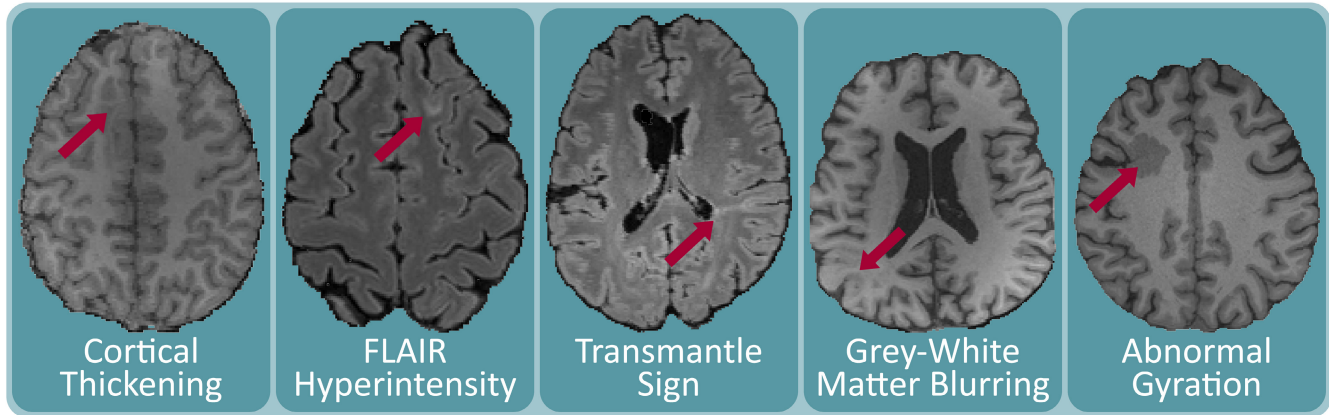 Cortical
Thickening
FLAIR
Hyperintensity
Transmantle
Sign
Grey-White
Matter Blurring
Abnormal
Gyration